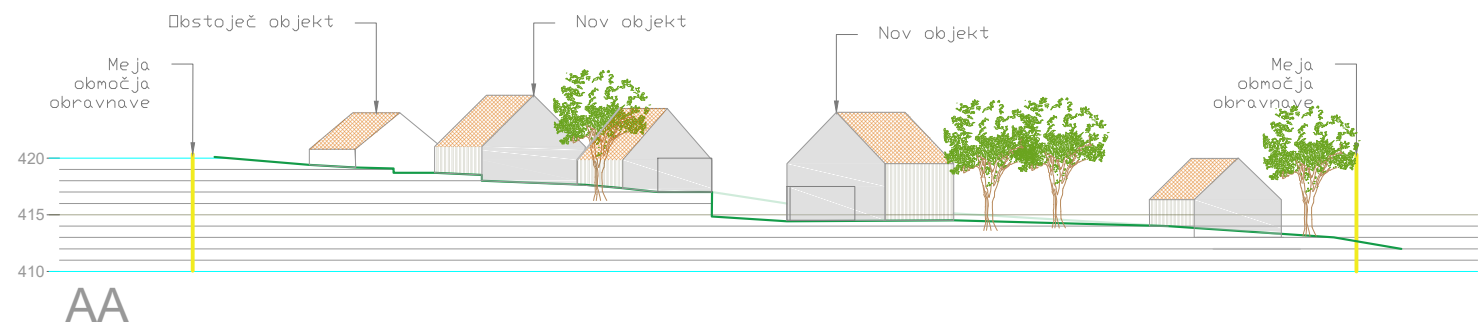 Obstoječ objekt
Nov objekt
Nov objekt
Meja
območja
obravnave
Meja
območja
obravnave
420
415
410
AA